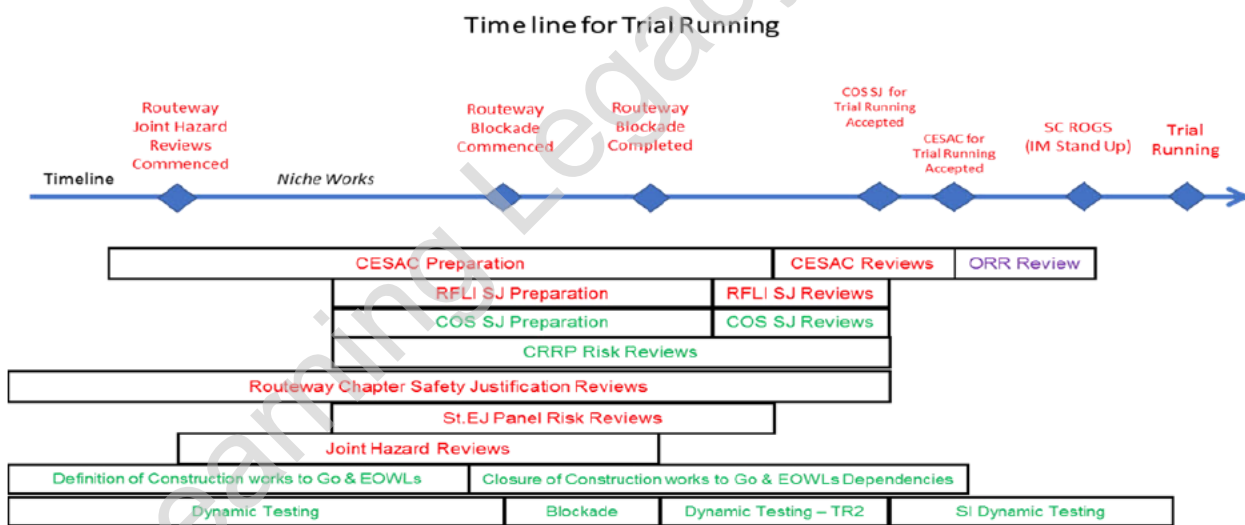 Time line for Trial Running
Routeway
Joint Hazard
Reviews
Commenced
Routeway
Blockade
Commenced
Routeway
Blockade
Completed
COS SJ for
Trial Running
Accepted
CESAC for
Trial Running
Accepted
SC ROGS
(IM Stand Up)
Trial
Running
Timeline
Niche Works
CESAC Preparation
CESAC Reviews
ORR Review
RFLI SJ Preparation
RFLI SJ Reviews
COS SJ Preparation
COS SJ Reviews
CRRP Risk Reviews
Routeway Chapter Safety Justification Reviews
St.EJ Panel Risk Reviews
Joint Hazard Reviews
Definition of Construction works to Go & EOWLs
Closure of Construction works to Go & EOWLs Dependencies
Dynamic Testing
Blockade
Dynamic Testing – TR2
SI Dynamic Testing
earning Legac